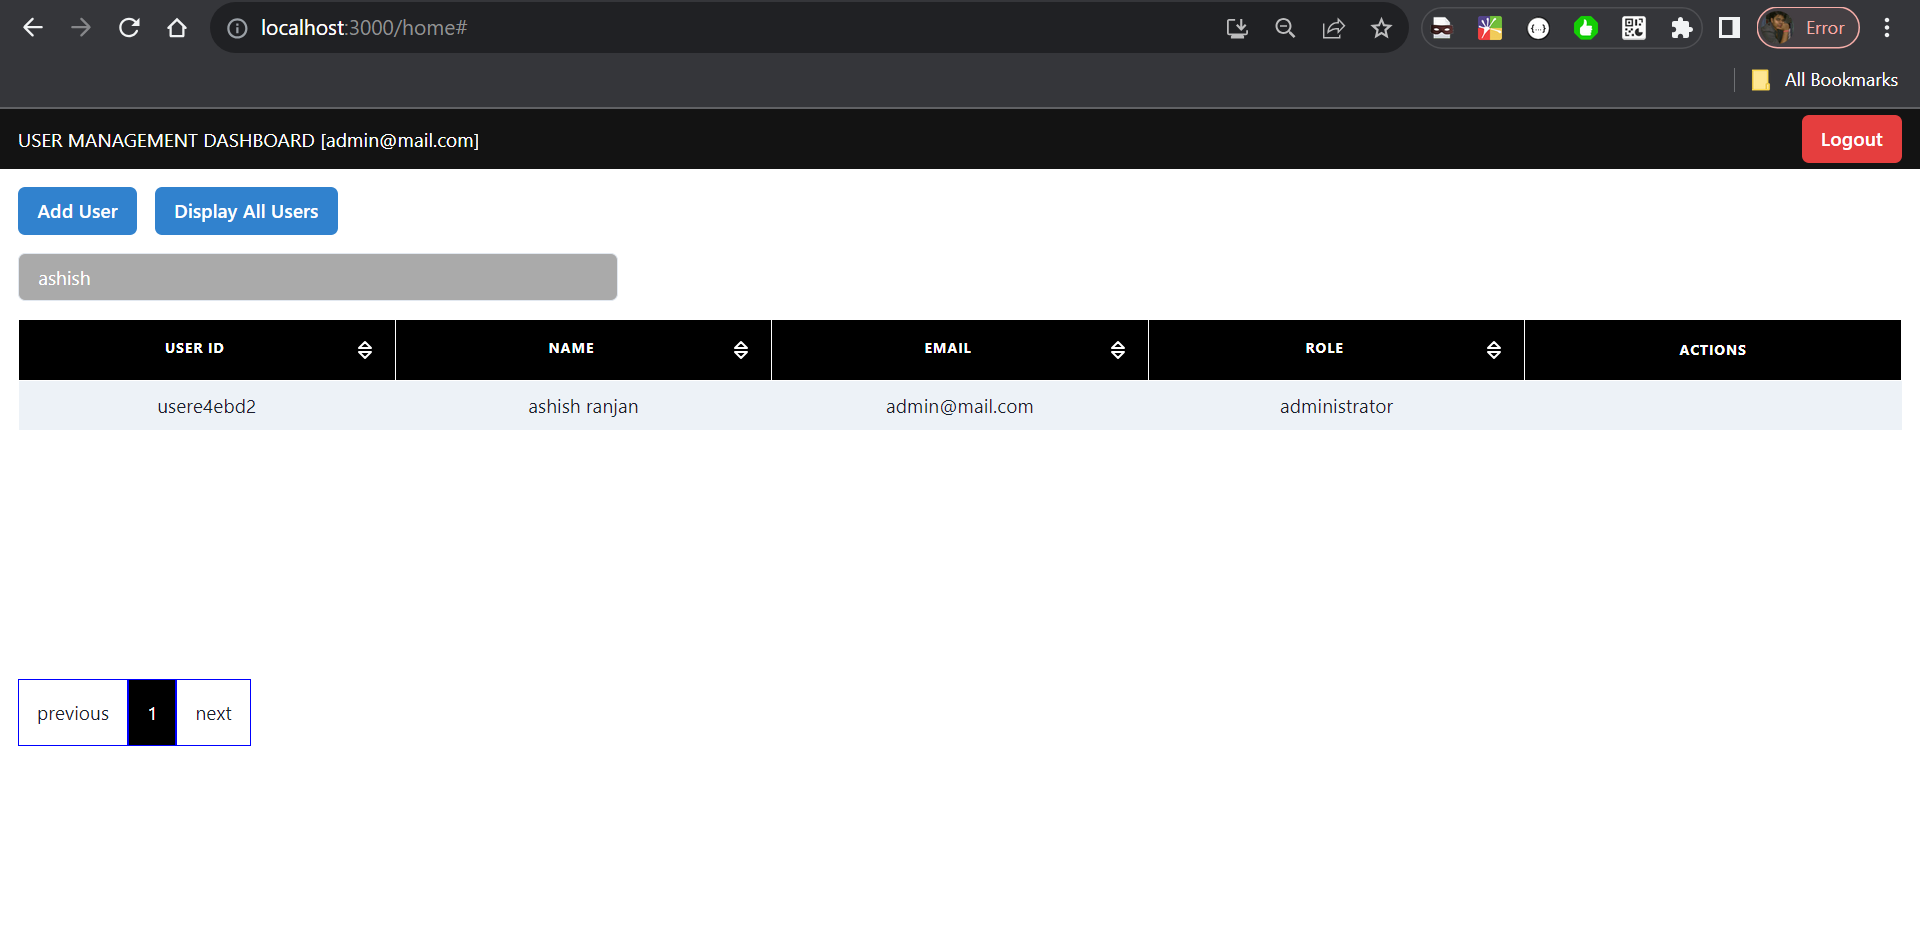 localhost:3000/home#
Error
All Bookmarks
USER MANAGEMENT DASHBOARD [admin@mail.com]
Logout
Add User
Display All Users
ashish
USER ID NAME EMAIL ROLE ACTIONS
usere4ebd2 ashish ranjan admin@mail.com administrator
previous 1 next